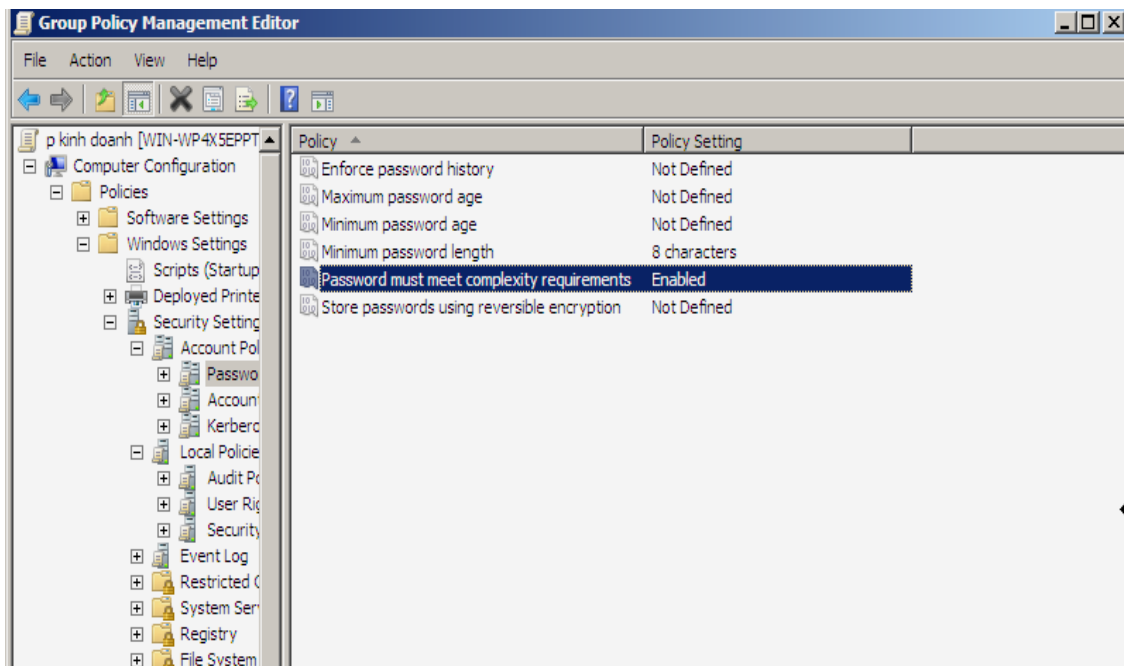 Group Policy Management Editor
File Action View Help
p kinh doanh [WIN-WP4X5EPPT
Computer Configuration
Policies
Software Settings
Windows Settings
Scripts (Startup
Deployed Printe
Security Setting
Account Pol
Passwo
Accoun
Kerbero
Local Policie
Audit Po
User Rig
Security
Event Log
Restricted G
System Ser
Registry
File System
Policy Policy Setting
Enforce password history Not Defined
Maximum password age Not Defined
Minimum password age Not Defined
Minimum password length 8 characters
Password must meet complexity requirements Enabled
Store passwords using reversible encryption Not Defined